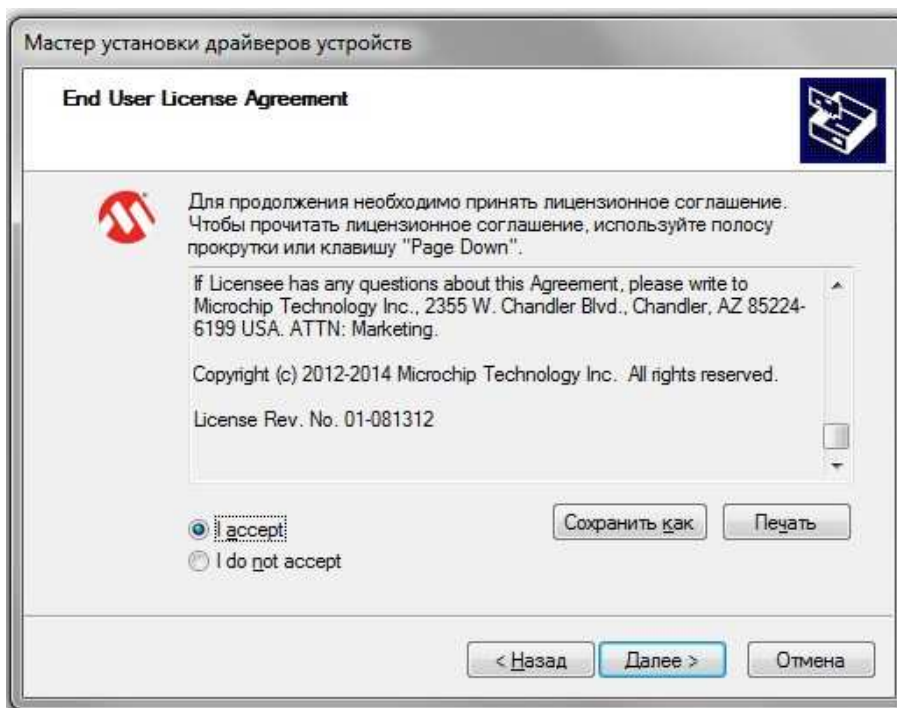 Мастер установки драйверов устройств
End User License Agreement
Для продолжения необходимо принять лицензионное соглашение.
Чтобы прочитать лицензионное соглашение, используйте полосу
прокрутки или клавишу "Page Down".
If Licensee has any questions about this Agreement, please write to
Microchip Technology Inc., 2355 W. Chandler Blvd., Chandler, AZ 85224-
6199 USA. ATTN: Marketing.
Copyright (c) 2012-2014 Microchip Technology Inc.  All rights reserved.
License Rev. No. 01-081312
I accept
Сохранить как
Печать
I do not accept
< Назад
Далее >
Отмена